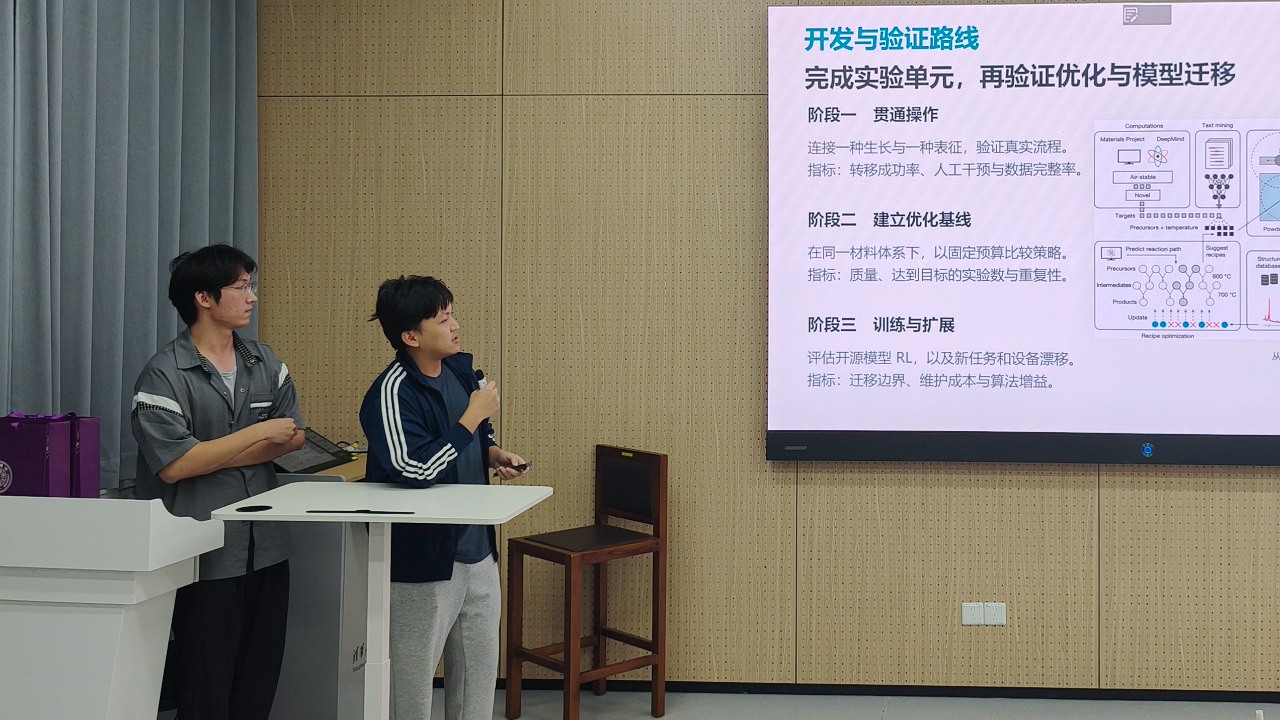 开发与验证路线
完成实验单元，再验证优化与模型迁移
阶段一 贯通操作
连接一种生长与一种表征，验证真实流程。
指标：转移成功率、人工干预与数据完整率。
阶段二 建立优化基线
在同一材料体系下，以固定预算比较策略。
指标：质量、达到目标的实验数与重复性。
阶段三 训练与扩展
评估开源模型 RL，以及新任务和设备漂移。
指标：迁移边界、维护成本与算法增益。
Computations
Text mining
Materials Project
DeepMind
Air-stable
Novel
Targets
Precursors + temperature
Predict reaction path
Suggest
recipes
Precursors
600 °C
Intermediates
700 °C
Products
Update
Recipe optimization
从